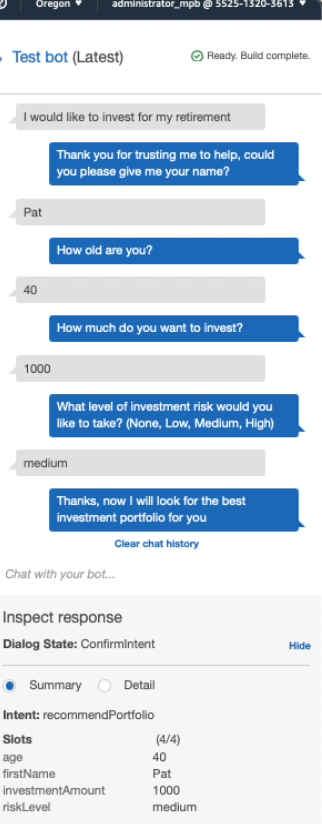 Oregon ▼ administrator_mpb @ 5525-1320-3613 ▼
Test bot (Latest) Ready. Build complete.
I would like to invest for my retirement
Thank you for trusting me to help, could
you please give me your name?
Pat
How old are you?
40
How much do you want to invest?
1000
What level of investment risk would you
like to take? (None, Low, Medium, High)
medium
Thanks, now I will look for the best
investment portfolio for you
Clear chat history
Chat with your bot...
Inspect response
Dialog State: ConfirmIntent Hide
Summary Detail
Intent: recommendPortfolio
Slots (4/4)
age 40
firstName Pat
investmentAmount 1000
riskLevel medium